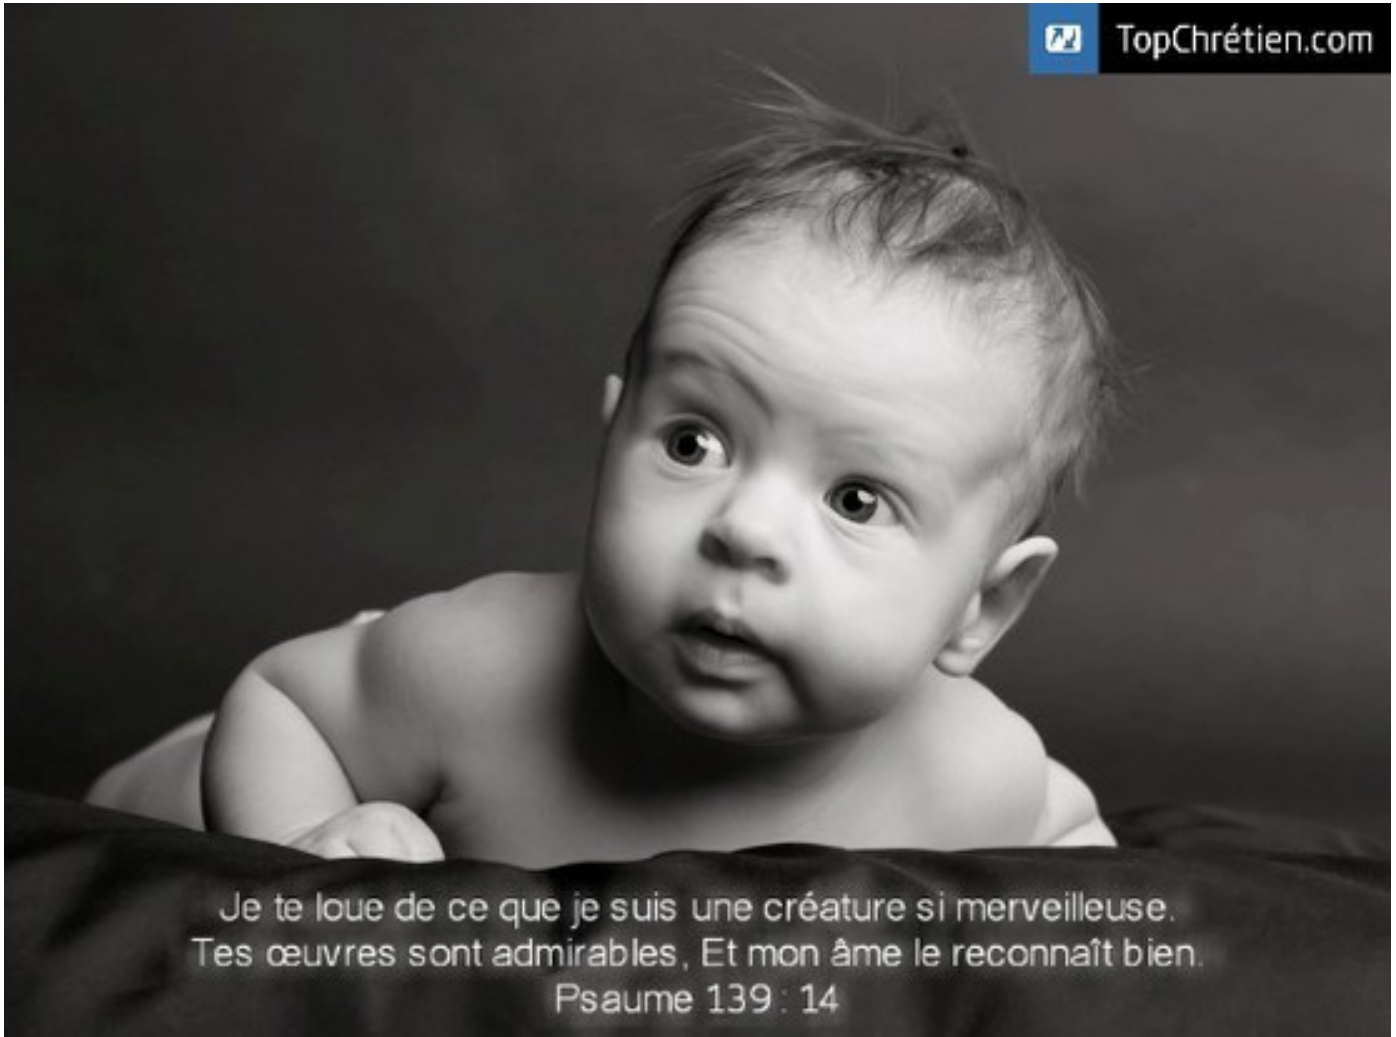 TopChrétien.com
Je te loue de ce que je suis une créature si merveilleuse.
Tes œuvres sont admirables, Et mon âme le reconnaît bien.
Psaume 139 : 14